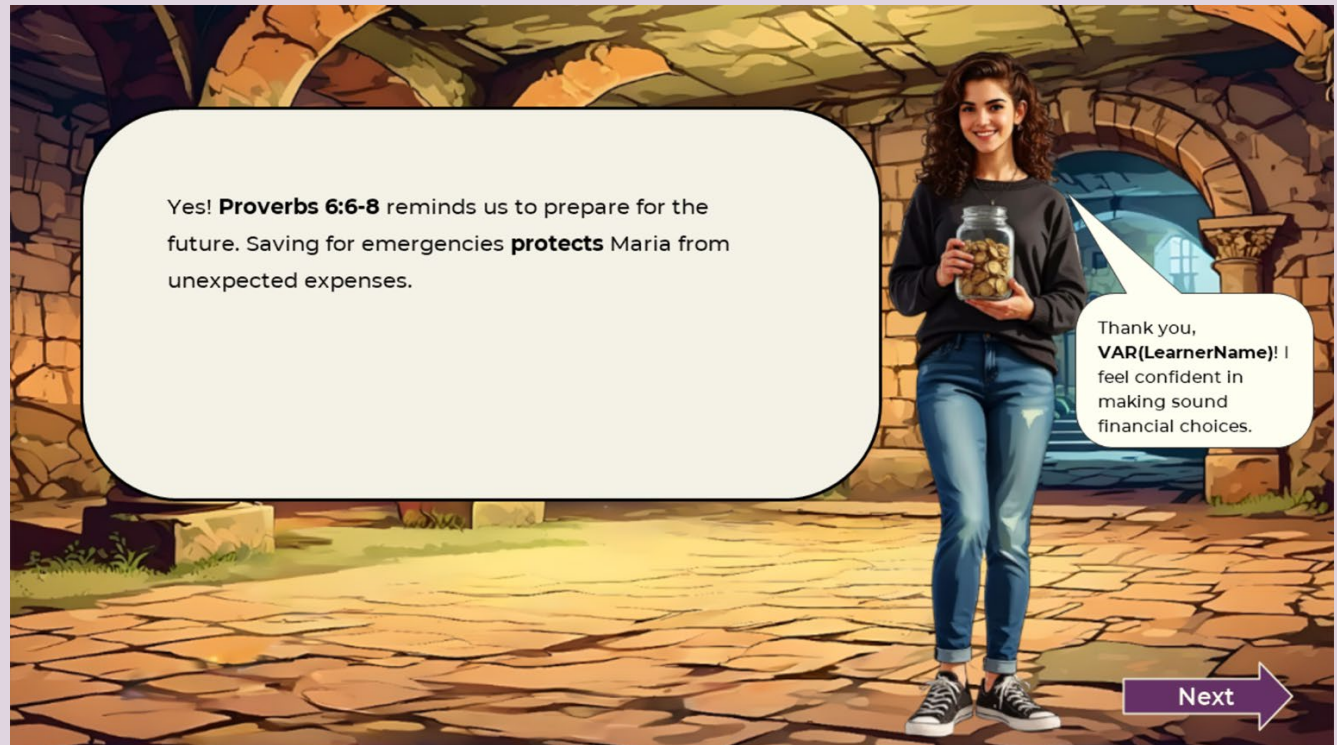 Yes! Proverbs 6:6-8 reminds us to prepare for the
future. Saving for emergencies protects Maria from
unexpected expenses.
Thank you,
VAR(LearnerName)! I
feel confident in
making sound
financial choices.
Next